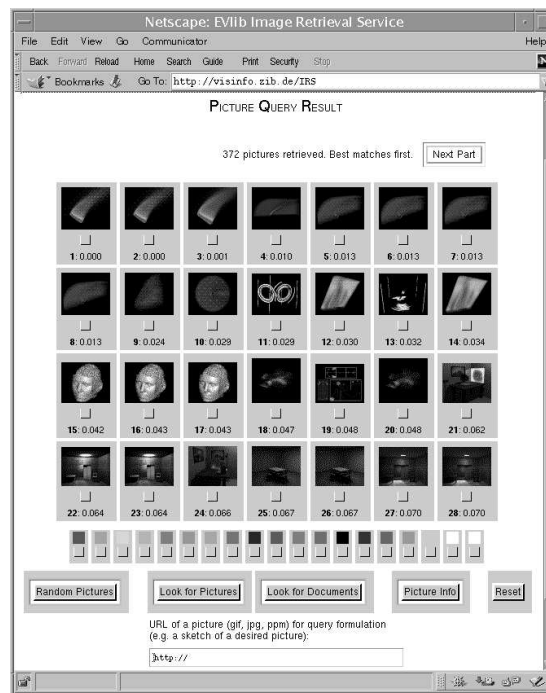 Netscape: EVlib Image Retrieval Service
File Edit View Go Communicator Help
Back Forward Reload Home Search Guide Print Security Stop
Bookmarks Go To: http://visinfo.zib.de/IRS
PICTURE QUERY RESULT
372 pictures retrieved. Best matches first. Next Part
1: 0.000 2: 0.000 3: 0.001 4: 0.010 5: 0.013 6: 0.013 7: 0.013
8: 0.013 9: 0.024 10: 0.029 11: 0.029 12: 0.030 13: 0.032 14: 0.034
15: 0.042 16: 0.043 17: 0.043 18: 0.047 19: 0.048 20: 0.048 21: 0.062
22: 0.064 23: 0.064 24: 0.066 25: 0.067 26: 0.067 27: 0.070 28: 0.070
Random Pictures Look for Pictures Look for Documents Picture Info Reset
URL of a picture (gif, jpg, ppm) for query formulation
(e.g. a sketch of a desired picture):
http://